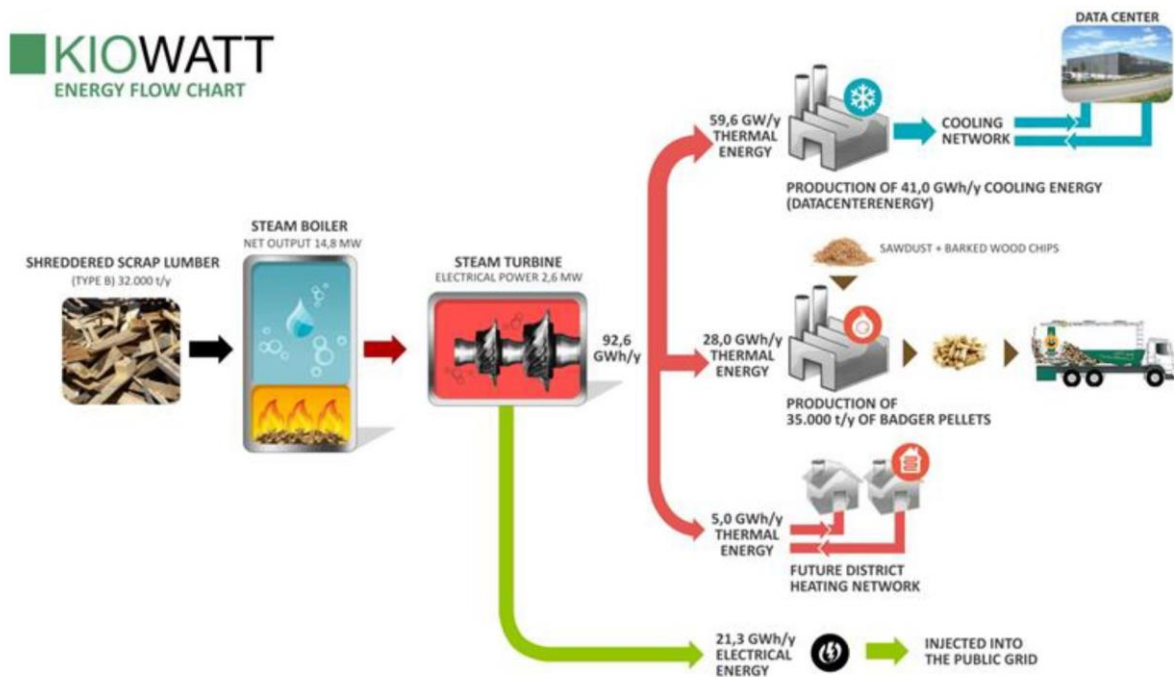 KIOWATT
ENERGY FLOW CHART
DATA CENTER
59,6 GW/y
THERMAL
ENERGY
COOLING
NETWORK
PRODUCTION OF 41,0 GWh/y COOLING ENERGY
(DATACENTERENERGY)
STEAM BOILER
NET OUTPUT 14,8 MW
SHREDDERED SCRAP LUMBER
(TYPE B) 32.000 t/y
STEAM TURBINE
ELECTRICAL POWER 2,6 MW
SAWDUST + BARKED WOOD CHIPS
92,6
GWh/y
28,0 GWh/y
THERMAL
ENERGY
PRODUCTION OF
35.000 t/y OF BADGER PELLETS
5,0 GWh/y
THERMAL
ENERGY
FUTURE DISTRICT
HEATING NETWORK
21,3 GWh/y
ELECTRICAL
ENERGY
INJECTED INTO
THE PUBLIC GRID